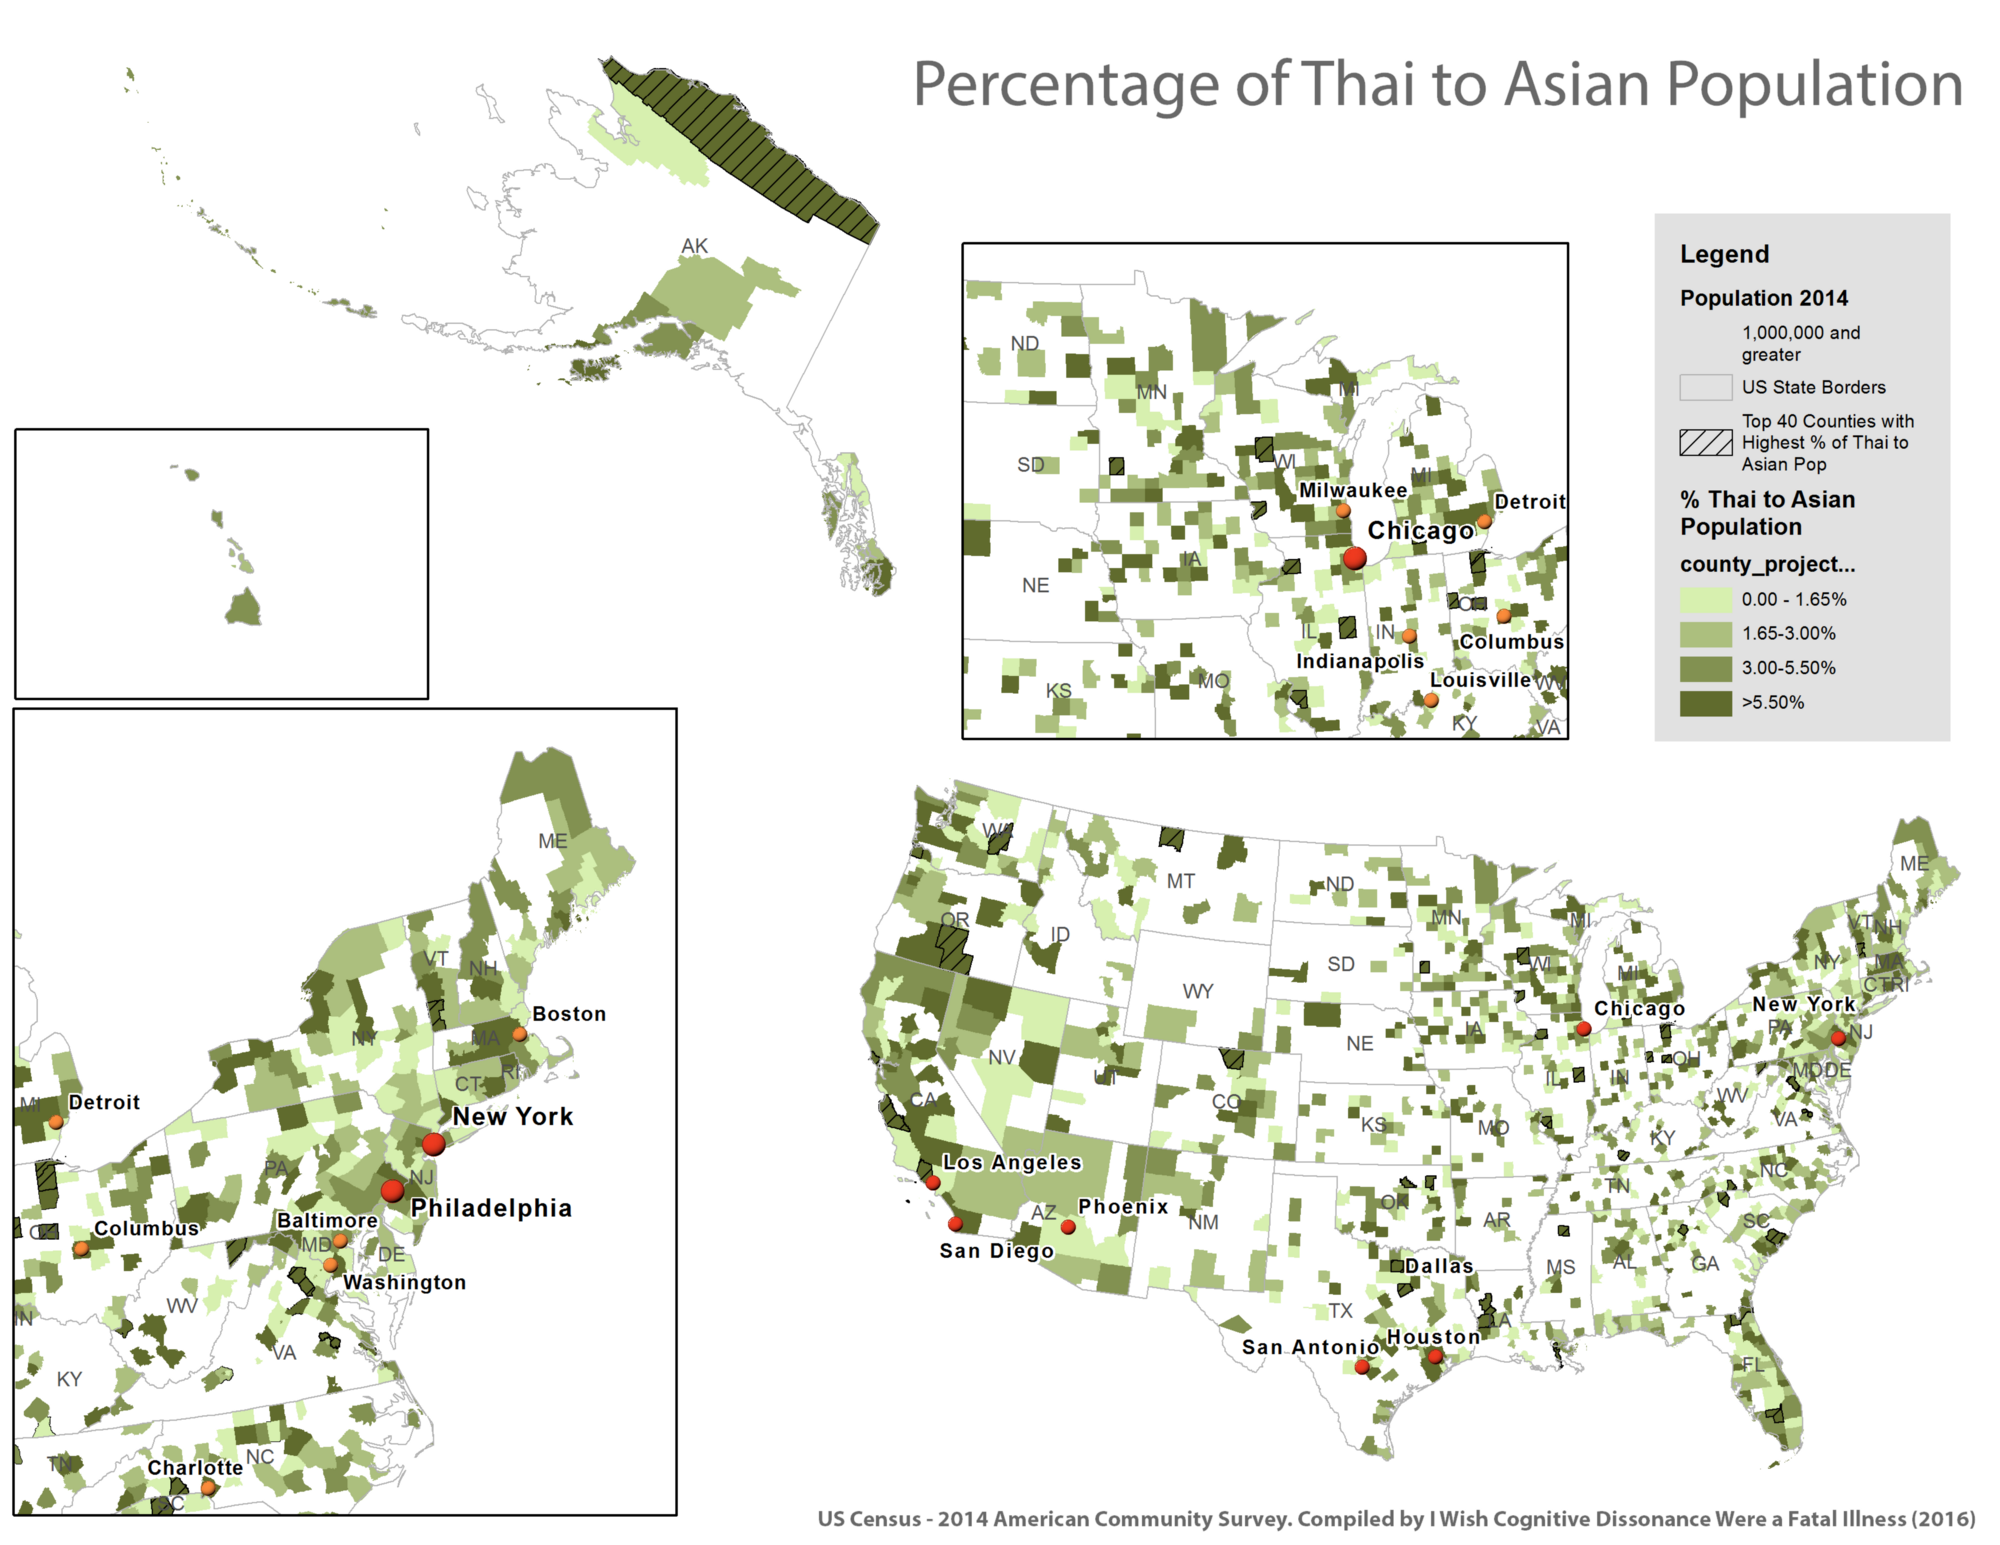 Percentage of Thai to Asian Population
AK
Legend
Population 2014
1,000,000 and
greater
US State Borders
Top 40 Counties with
Highest % of Thai to
Asian Pop
% Thai to Asian
Population
county_project...
0.00 - 1.65%
1.65-3.00%
3.00-5.50%
>5.50%
ND
MN
MI
SD
WI
MI
Milwaukee
Detroit
Chicago
IA
NE
OH
IL
IN
Columbus
Indianapolis
Louisville
WV
KS
MO
KY
VA
ME
VT
NH
Boston
NY
MA
RI
CT
MI
Detroit
New York
PA
NJ
Philadelphia
Columbus
Baltimore
MD
DE
Washington
WV
IN
VA
KY
NC
TN
Charlotte
SC
WA
MT
ND
MN
MI
ME
OR
ID
VT
NH
SD
WI
MI
NY
MA
WY
CT
RI
Chicago
New York
NV
NE
IA
PA
NJ
UT
OH
CA
CO
IL
IN
MD
DE
WV
KS
MO
VA
KY
Los Angeles
NC
TN
OK
Phoenix
AZ
NM
AR
SC
San Diego
Dallas
MS
AL
GA
TX
LA
San Antonio
Houston
FL
US Census - 2014 American Community Survey. Compiled by I Wish Cognitive Dissonance Were a Fatal Illness (2016)